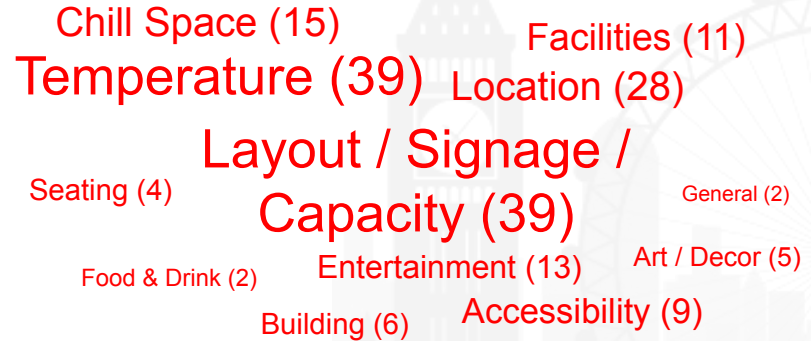 Chill Space (15)
Facilities (11)
Temperature (39)
Location (28)
Layout / Signage /
Capacity (39)
Seating (4)
General (2)
Food & Drink (2)
Entertainment (13)
Art / Decor (5)
Building (6)
Accessibility (9)